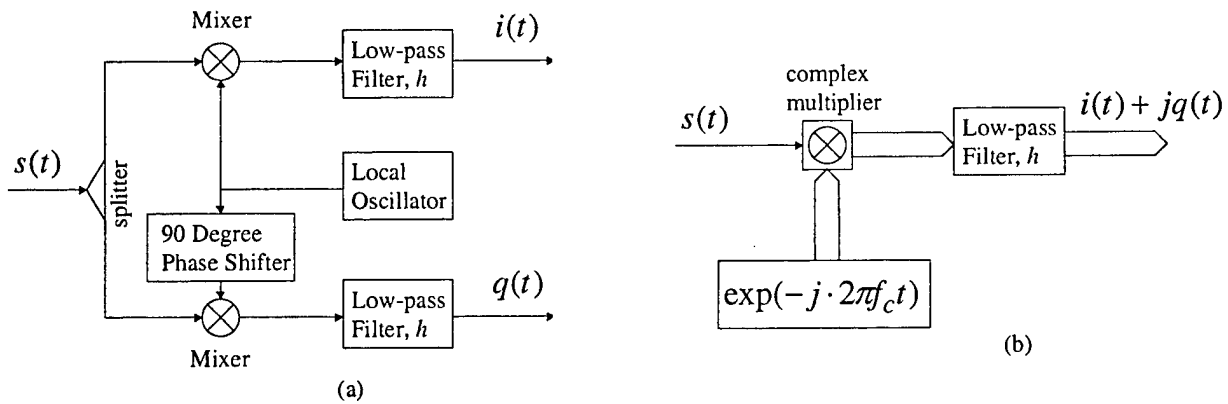 Mixer
Low-pass
Filter, h
i(t)
s(t)
splitter
Local
Oscillator
90 Degree
Phase Shifter
Mixer
Low-pass
Filter, h
q(t)
(a)
complex
multiplier
s(t)
Low-pass
Filter, h
i(t) + jq(t)
exp(−j · 2πf_c t)
(b)